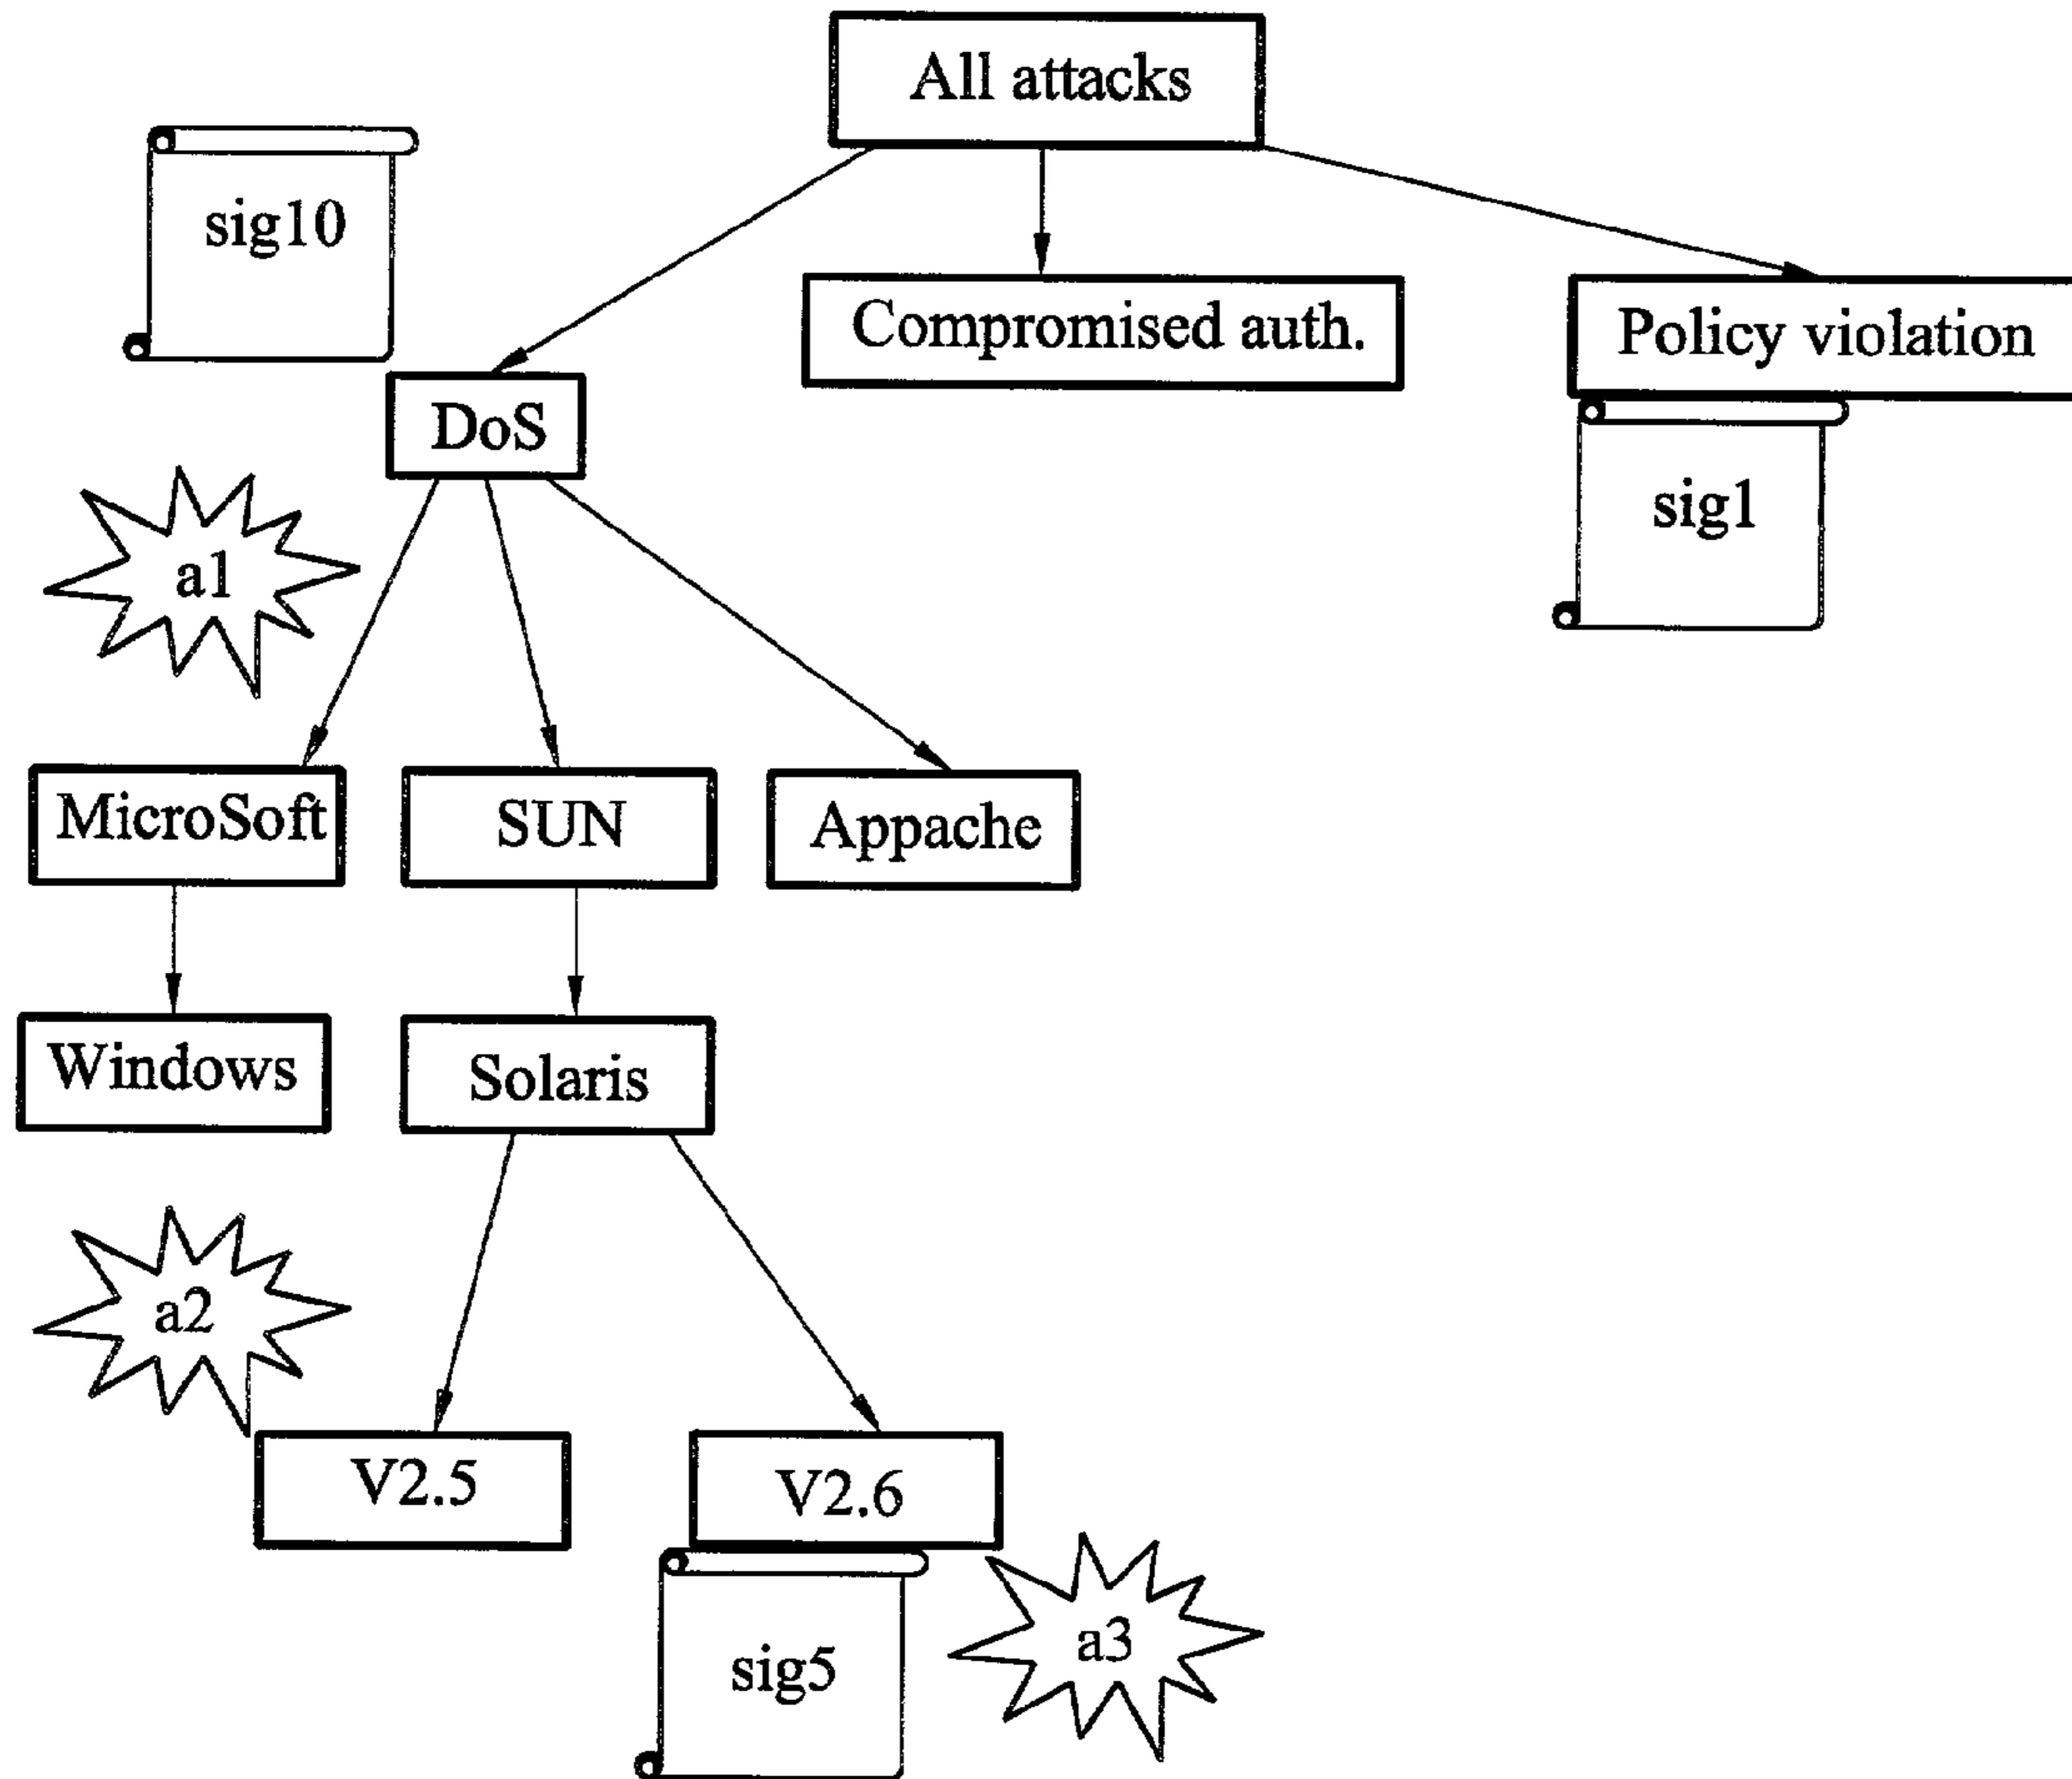 All attacks
sig10
Compromised auth.
Policy violation
DoS
sig1
a1
MicroSoft
SUN
Appache
Windows
Solaris
a2
V2.5
V2.6
a3
sig5